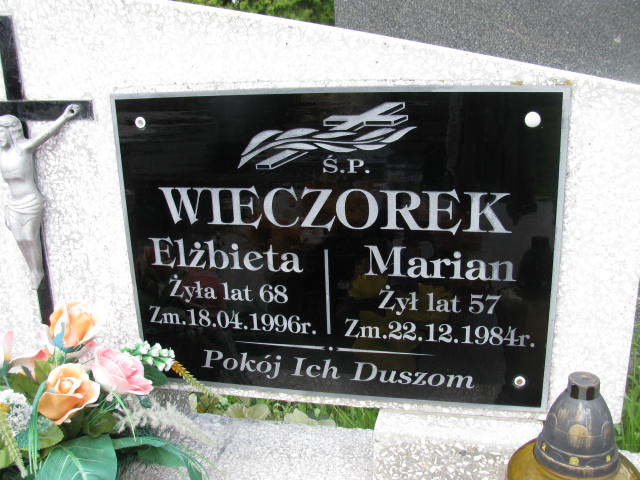 Ś.P.
WIECZOREK
Elżbieta
Żyła lat 68
Zm.18.04.1996r.
Marian
Żył lat 57
Zm.22.12.1984r.
Pokój Ich Duszom